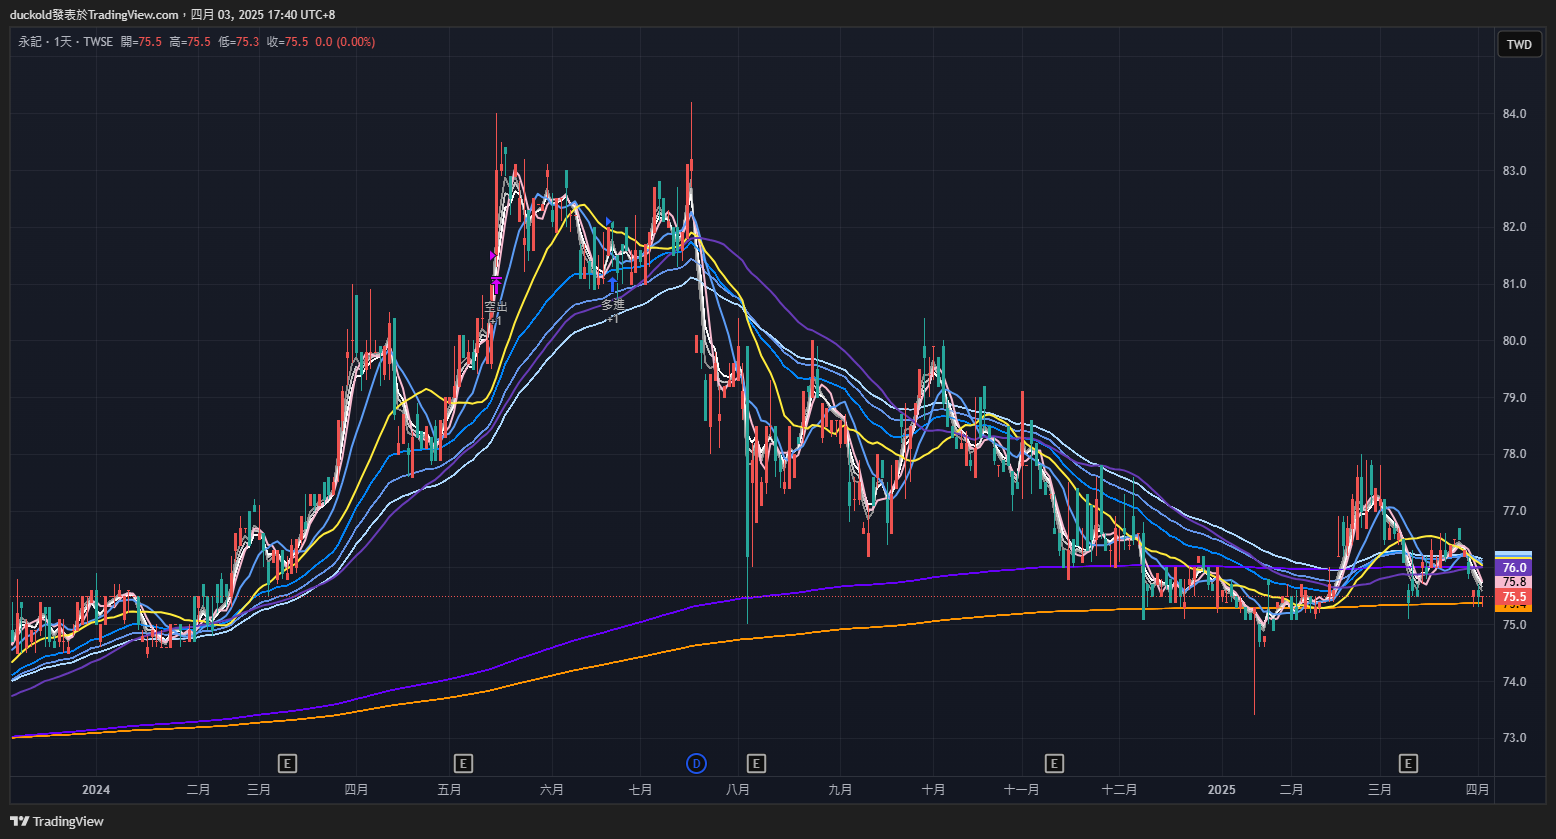 duckold發表於TradingView.com，四月 03, 2025 17:40 UTC+8
永記 · 1天 · TWSE 開=75.5 高=75.5 低=75.3 收=75.5 0.0 (0.00%)
TWD
84.0
83.0
82.0
81.0
空出
+1
多進
+1
80.0
79.0
78.0
77.0
76.0
75.8
75.5
75.4
75.0
74.0
73.0
E E D E E E
2024 二月 三月 四月 五月 六月 七月 八月 九月 十月 十一月 十二月 2025 二月 三月 四月
TradingView